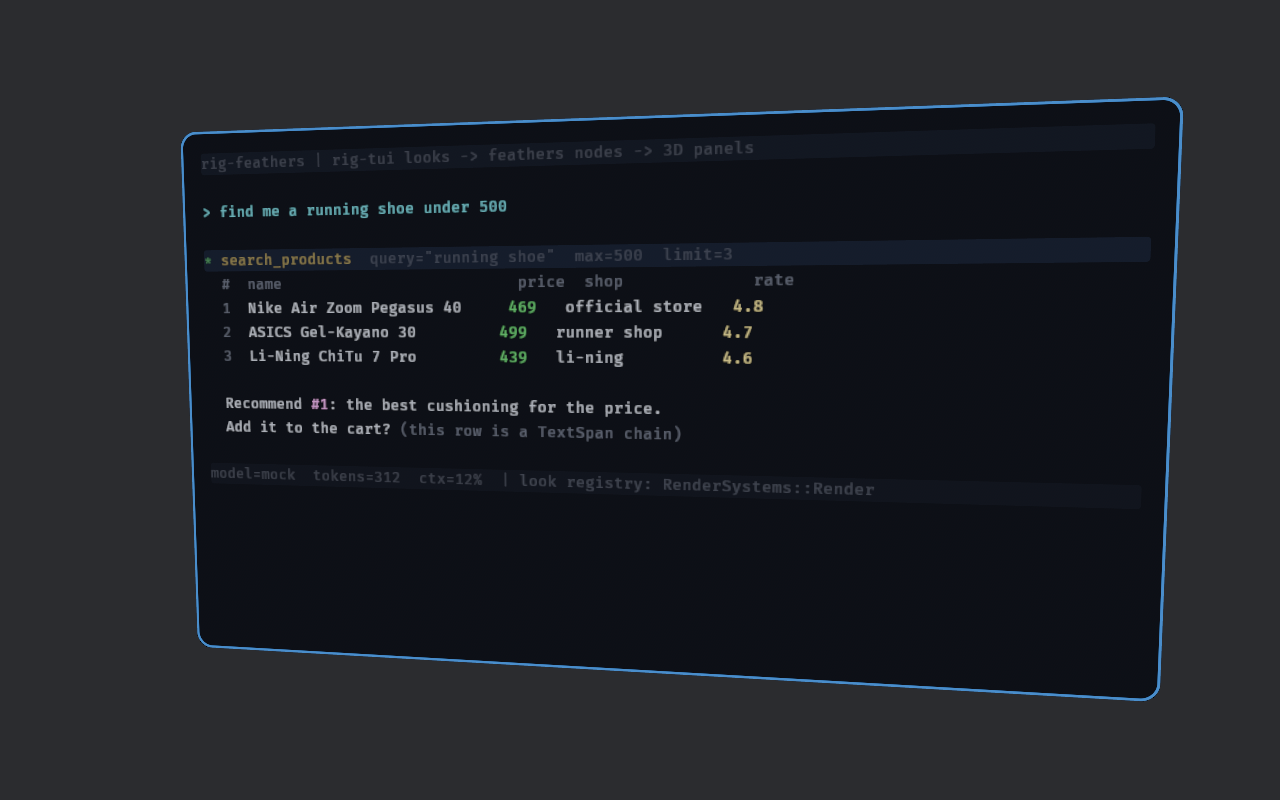 rig-feathers | rig-tui looks -> feathers nodes -> 3D panels
> find me a running shoe under 500
* search_products query="running shoe" max=500 limit=3
# name price shop rate
1 Nike Air Zoom Pegasus 40 469 official store 4.8
2 ASICS Gel-Kayano 30 499 runner shop 4.7
3 Li-Ning ChiTu 7 Pro 439 li-ning 4.6
Recommend #1: the best cushioning for the price.
Add it to the cart? (this row is a TextSpan chain)
model=mock tokens=312 ctx=12% | look registry: RenderSystems::Render